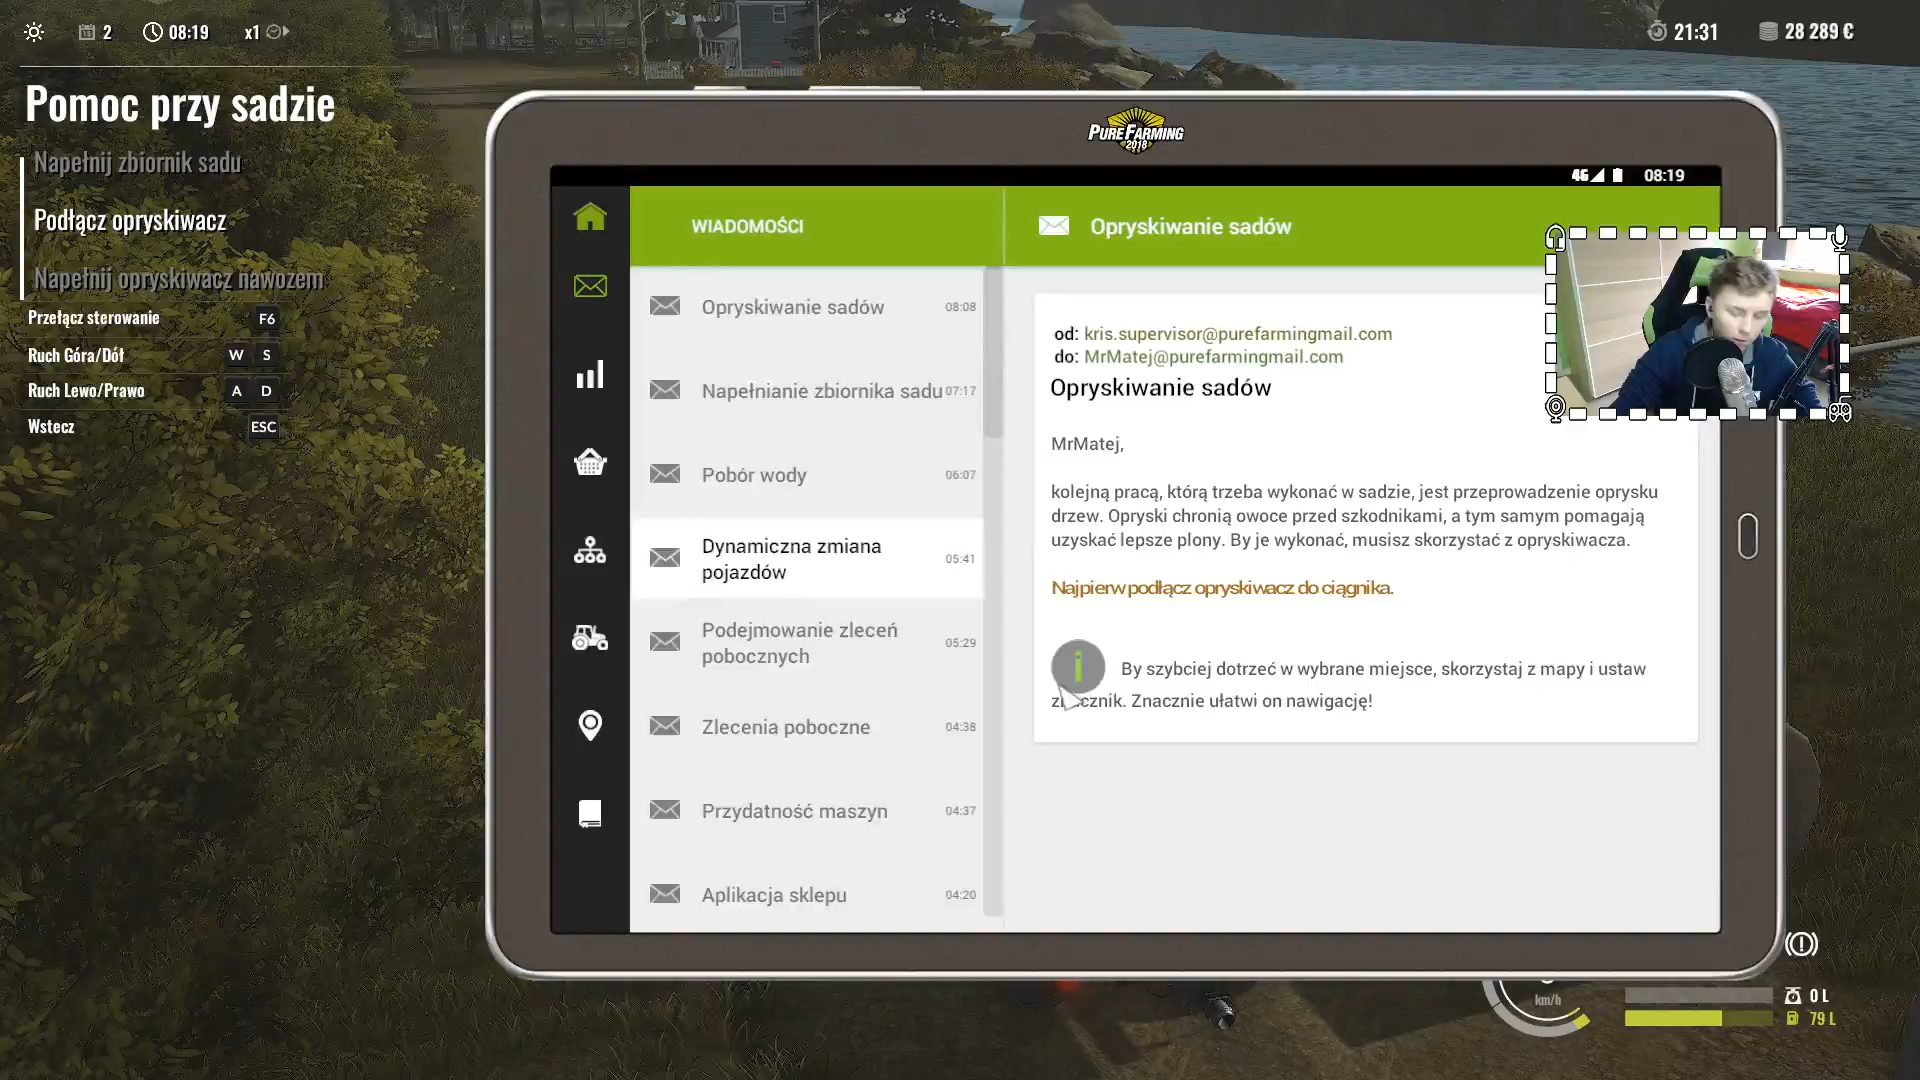 2
08:19
x1
21:31
28 289 €
Pomoc przy sadzie
Napełnij zbiornik sadu
Podłącz opryskiwacz
Napełnij opryskiwacz nawozem
Przełącz sterowanie F6
Ruch Góra/Dół W S
Ruch Lewo/Prawo A D
Wstecz ESC
PURE FARMING
2018
4G 08:19
WIADOMOŚCI
Opryskiwanie sadów 08:08
Napełnianie zbiornika sadu 07:17
Pobór wody 06:07
Dynamiczna zmiana
pojazdów 05:41
Podejmowanie zleceń
pobocznych 05:29
Zlecenia poboczne 04:38
Przydatność maszyn 04:37
Aplikacja sklepu 04:20
Opryskiwanie sadów
od: kris.supervisor@purefarmingmail.com
do: MrMatej@purefarmingmail.com
Opryskiwanie sadów
MrMatej,
kolejną pracą, którą trzeba wykonać w sadzie, jest przeprowadzenie oprysku
drzew. Opryski chronią owoce przed szkodnikami, a tym samym pomagają
uzyskać lepsze plony. By je wykonać, musisz skorzystać z opryskiwacza.
Najpierw podłącz opryskiwacz do ciągnika.
i By szybciej dotrzeć w wybrane miejsce, skorzystaj z mapy i ustaw
Znacznie ułatwi on nawigację!
km/h
0 L
79 L